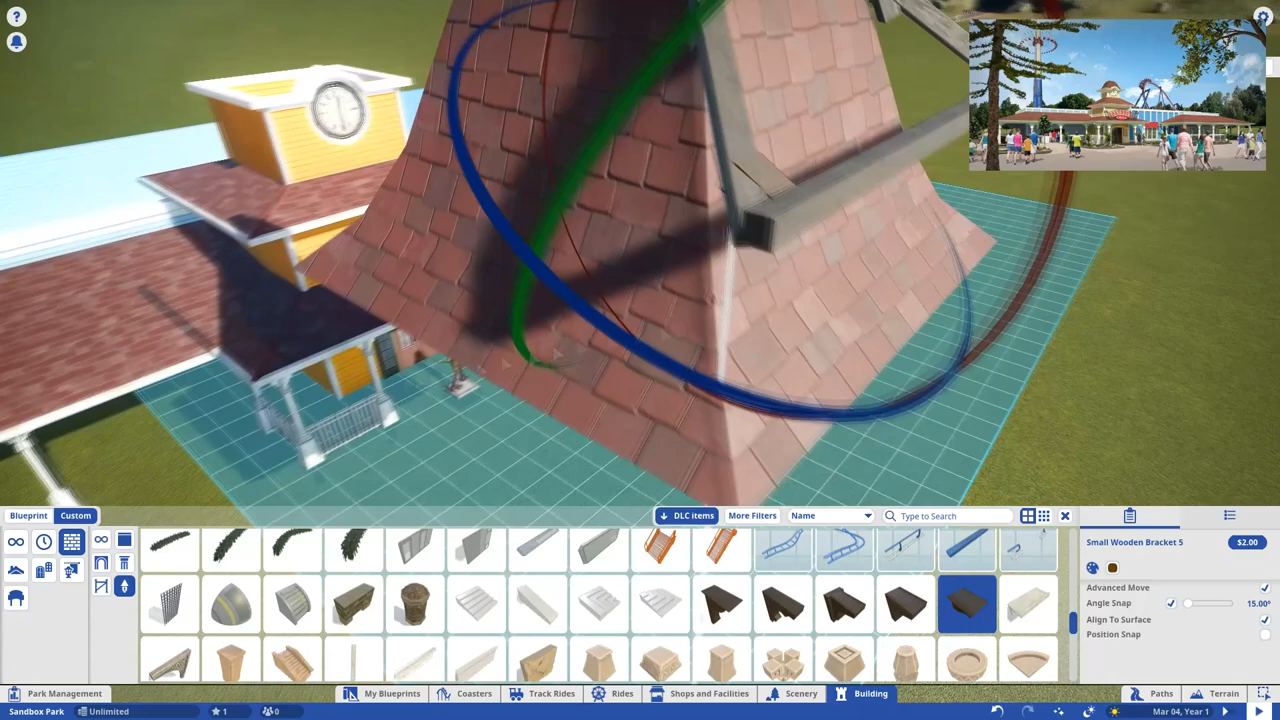 Blueprint
Custom
DLC items
More Filters
Name
Type to Search
Small Wooden Bracket 5
$2.00
Advanced Move
Angle Snap
15.00°
Align To Surface
Position Snap
Park Management
My Blueprints
Coasters
Track Rides
Rides
Shops and Facilities
Scenery
Building
Paths
Terrain
Sandbox Park
Unlimited
1
0
Mar 04, Year 1